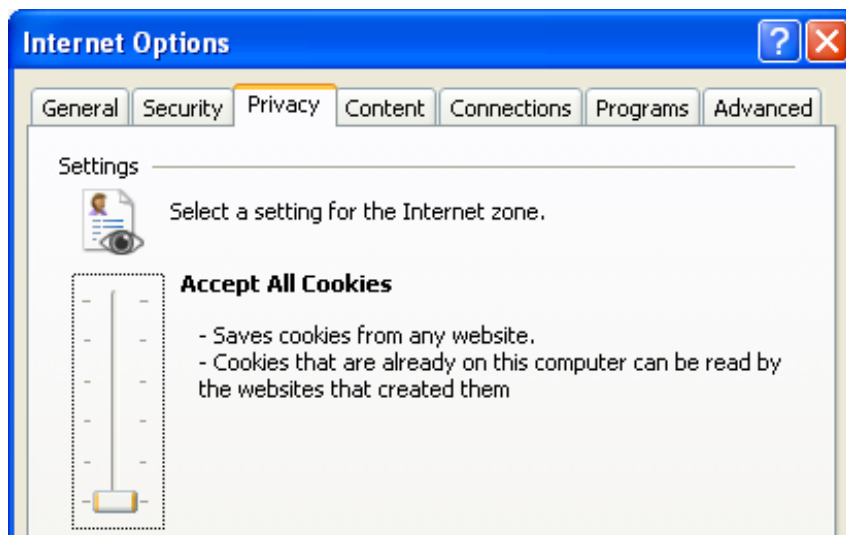 Internet Options
General Security Privacy Content Connections Programs Advanced
Settings
Select a setting for the Internet zone.
Accept All Cookies
- Saves cookies from any website.
- Cookies that are already on this computer can be read by
the websites that created them